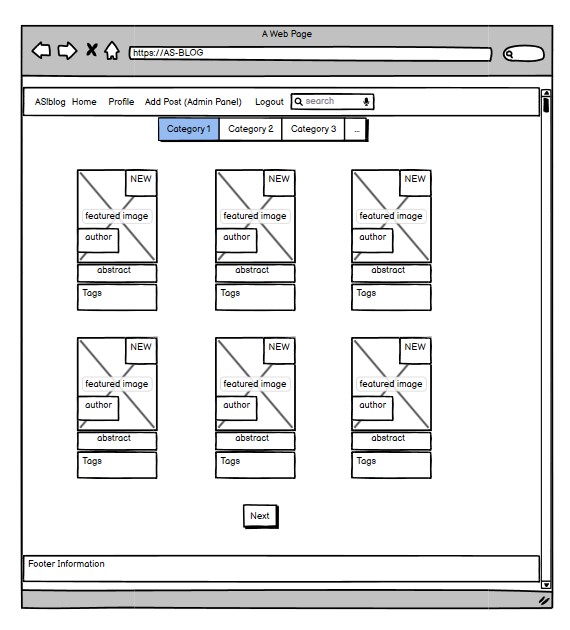 A Web Page
https://AS-BLOG
ASIblog Home Profile Add Post (Admin Panel) Logout search
Category 1 Category 2 Category 3 ...
NEW NEW NEW
featured image featured image featured image
author author author
abstract abstract abstract
Tags Tags Tags
NEW NEW NEW
featured image featured image featured image
author author author
abstract abstract abstract
Tags Tags Tags
Next
Footer Information